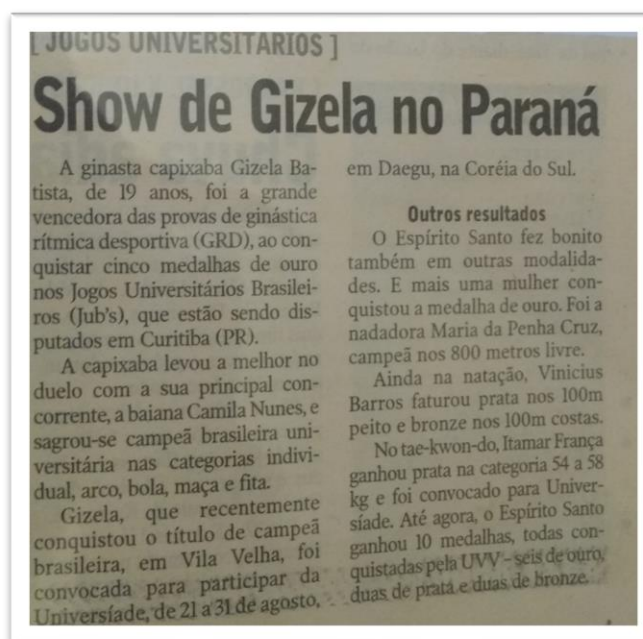 [ JOGOS UNIVERSITÁRIOS ]
Show de Gizela no Paraná
A ginasta capixaba Gizela Ba-
tista, de 19 anos, foi a grande
vencedora das provas de ginástica
rítmica desportiva (GRD), ao con-
quistar cinco medalhas de ouro
nos Jogos Universitários Brasilei-
ros (Jub's), que estão sendo dis-
putados em Curitiba (PR).
A capixaba levou a melhor no
duelo com a sua principal con-
corrente, a baiana Camila Nunes, e
sagrou-se campeã brasileira uni-
versitária nas categorias indivi-
dual, arco, bola, maça e fita.
Gizela, que recentemente
conquistou o título de campeã
brasileira, em Vila Velha, foi
convocada para participar da
Universíade, de 21 a 31 de agosto,
em Daegu, na Coréia do Sul.
Outros resultados
O Espírito Santo fez bonito
também em outras modalida-
des. E mais uma mulher con-
quistou a medalha de ouro. Foi a
nadadora Maria da Penha Cruz,
campeã nos 800 metros livre.
Ainda na natação, Vinicius
Barros faturou prata nos 100m
peito e bronze nos 100m costas.
No tae-kwon-do, Itamar França
ganhou prata na categoria 54 a 58
kg e foi convocado para Univer-
síade. Até agora, o Espírito Santo
ganhou 10 medalhas, todas con-
quistadas pela UVV – seis de ouro,
duas de prata e duas de bronze.